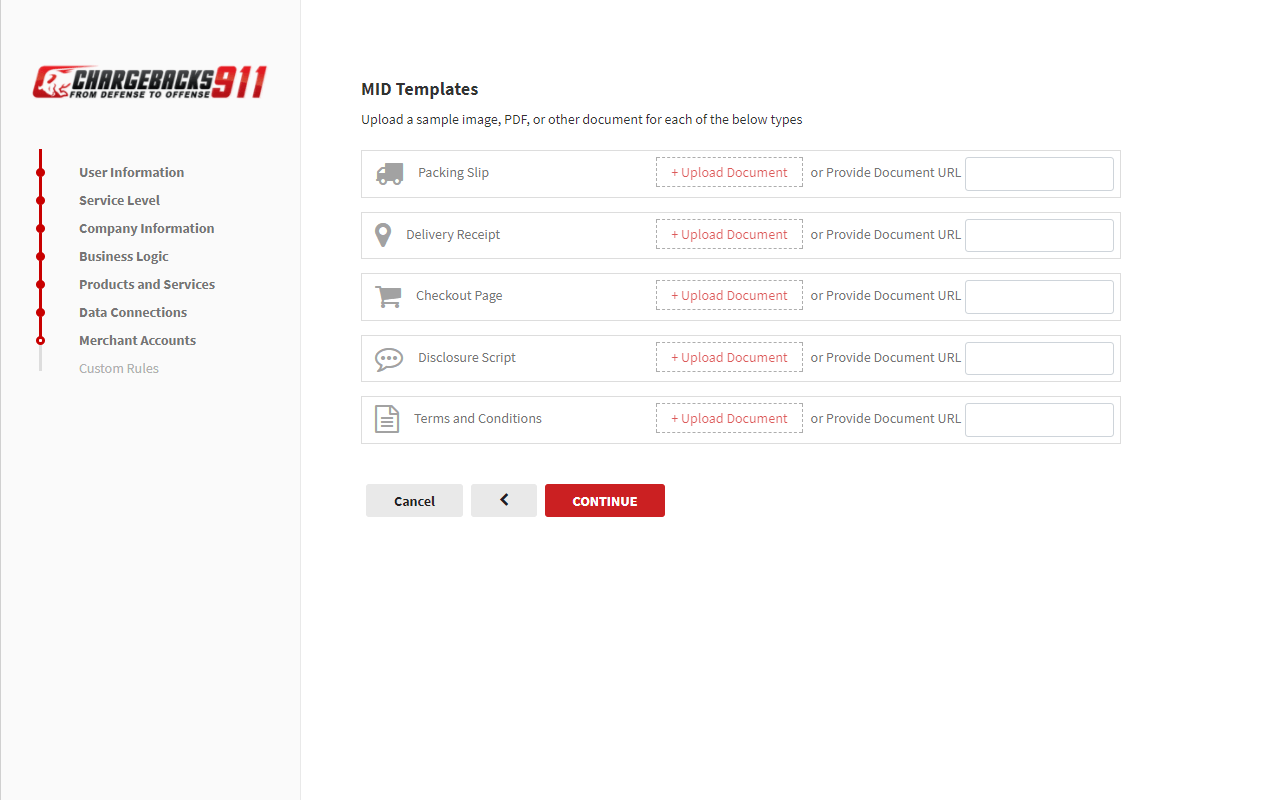 CHARGEBACKS911
FROM DEFENSE TO OFFENSE
User Information
Service Level
Company Information
Business Logic
Products and Services
Data Connections
Merchant Accounts
Custom Rules
MID Templates
Upload a sample image, PDF, or other document for each of the below types
Packing Slip + Upload Document or Provide Document URL
Delivery Receipt + Upload Document or Provide Document URL
Checkout Page + Upload Document or Provide Document URL
Disclosure Script + Upload Document or Provide Document URL
Terms and Conditions + Upload Document or Provide Document URL
Cancel CONTINUE